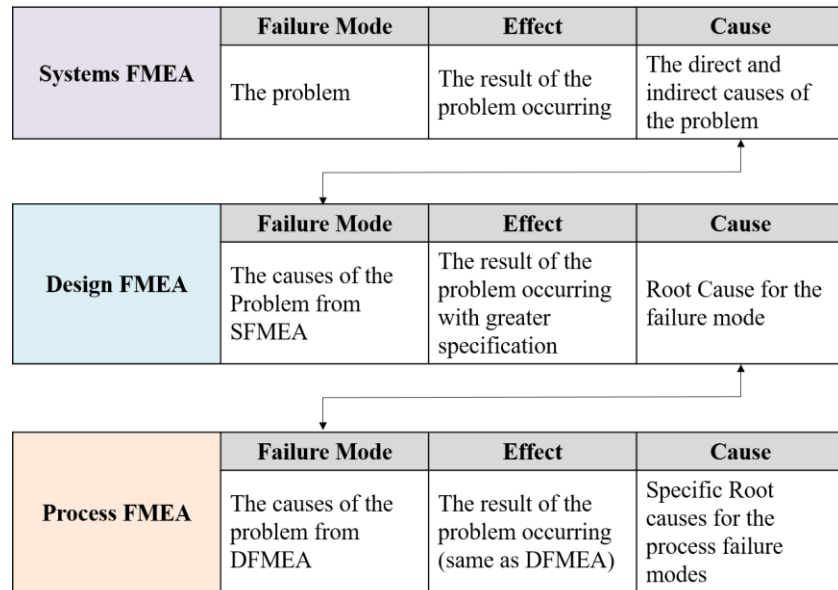 Systems FMEA
Failure Mode
Effect
Cause
The problem
The result of the
problem occurring
The direct and
indirect causes of
the problem
Design FMEA
Failure Mode
Effect
Cause
The causes of the
Problem from
SFMEA
The result of the
problem occurring
with greater
specification
Root Cause for the
failure mode
Process FMEA
Failure Mode
Effect
Cause
The causes of the
problem from
DFMEA
The result of the
problem occurring
(same as DFMEA)
Specific Root
causes for the
process failure
modes